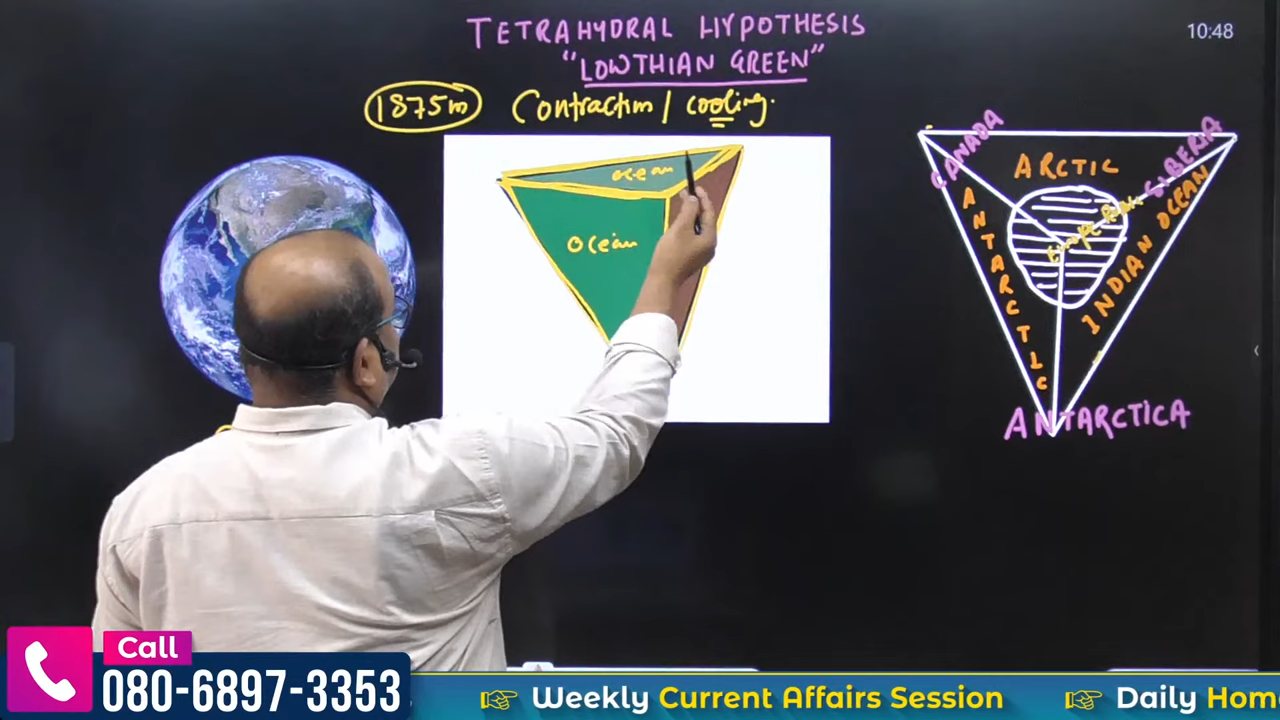 TETRAHYDRAL HYPOTHESIS
"LOWTHIAN GREEN"
10:48
1875m Contraction / cooling.
ocean
ocean
CANADA
SIBERIA
ARCTIC
ANTARCTIC
INDIAN OCEAN
ANTARCTICA
Call
080-6897-3353
Weekly Current Affairs Session
Daily Hom